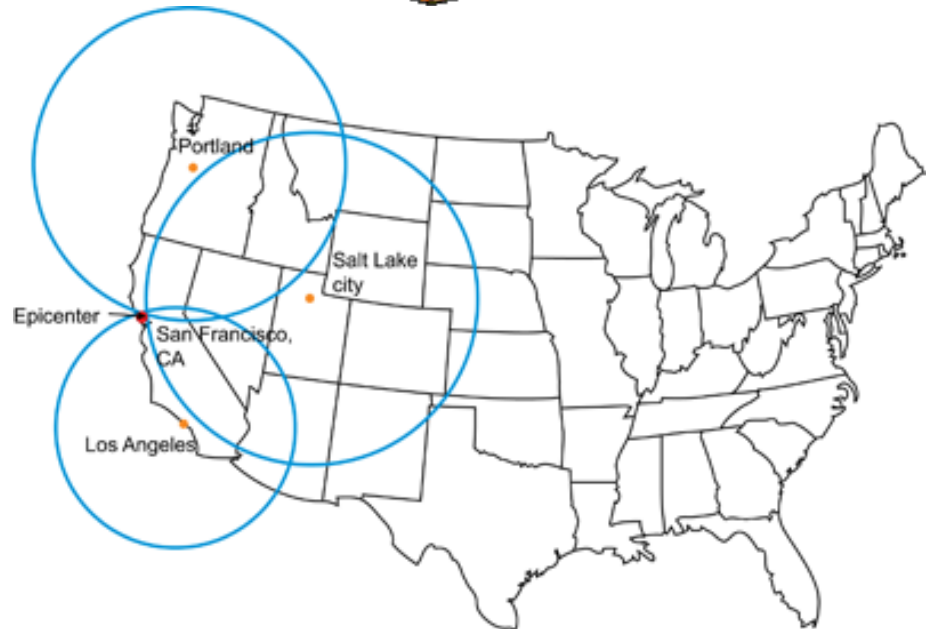 Portland
Salt Lake
city
Epicenter
San Francisco,
CA
Los Angeles